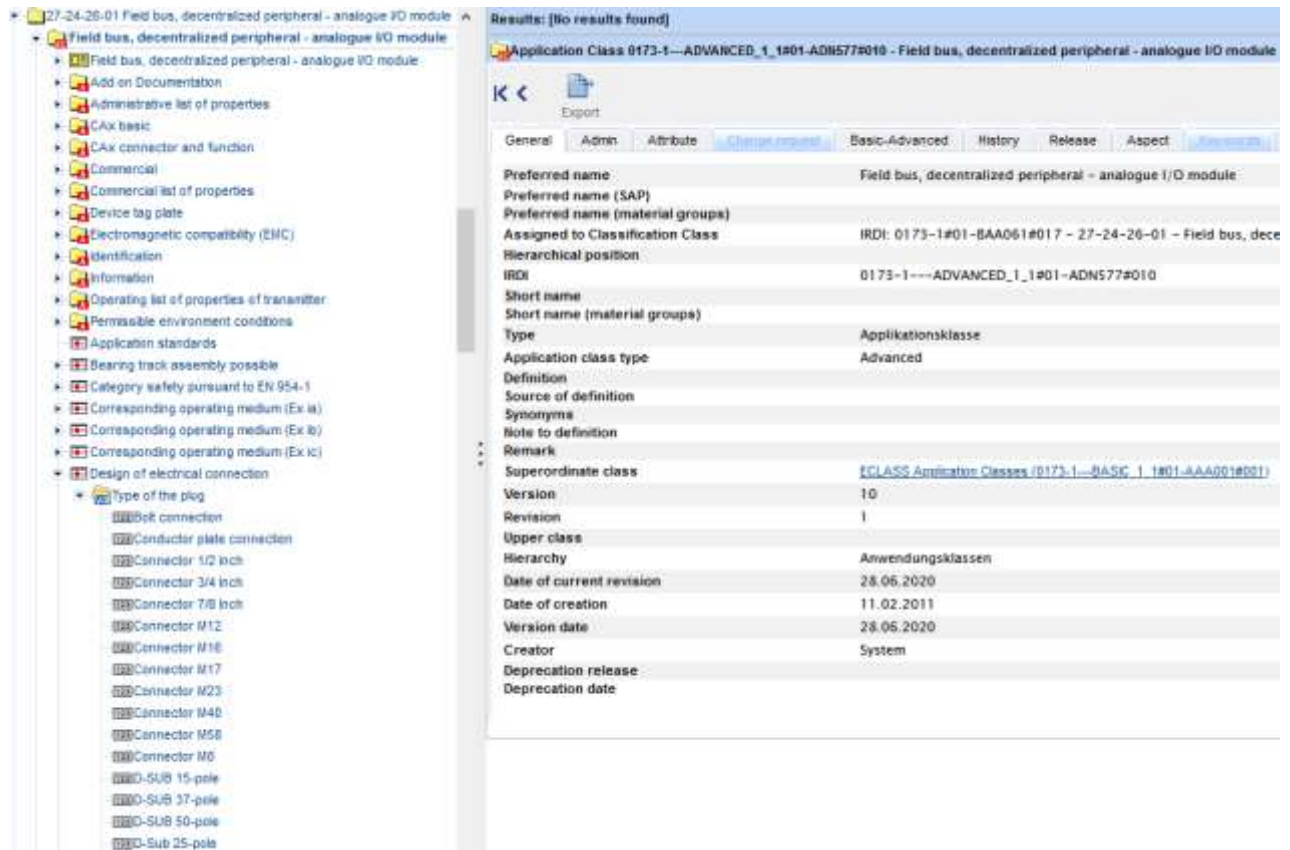 27-24-26-01 Field bus, decentralized peripheral - analogue I/O module
Field bus, decentralized peripheral - analogue I/O module
Field bus, decentralized peripheral - analogue I/O module
Add on Documentation
Administrative list of properties
CAx basic
CAx connector and function
Commercial
Commercial list of properties
Device tag plate
Electromagnetic compatibility (EMC)
Identification
Information
Operating list of properties of transmitter
Permissible environment conditions
Application standards
Bearing track assembly possible
Category safety pursuant to EN 954-1
Corresponding operating medium (Ex ia)
Corresponding operating medium (Ex ib)
Corresponding operating medium (Ex ic)
Design of electrical connection
Type of the plug
Bolt connection
Conductor plate connection
Connector 1/2 inch
Connector 3/4 inch
Connector 7/8 inch
Connector M12
Connector M16
Connector M17
Connector M23
Connector M40
Connector M58
Connector M8
D-SUB 15-pole
D-SUB 37-pole
D-SUB 50-pole
D-Sub 25-pole
Results: [No results found]
Application Class 0173-1---ADVANCED_1_1#01-ADN577#010 - Field bus, decentralized peripheral - analogue I/O module
Export
General Admin Attribute Change request Basic-Advanced History Release Aspect Keywords
Preferred name Field bus, decentralized peripheral – analogue I/O module
Preferred name (SAP)
Preferred name (material groups)
Assigned to Classification Class IRDI: 0173-1#01-BAA061#017 – 27-24-26-01 – Field bus, dece
Hierarchical position
IRDI 0173-1---ADVANCED_1_1#01-ADN577#010
Short name
Short name (material groups)
Type Applikationsklasse
Application class type Advanced
Definition
Source of definition
Synonyms
Note to definition
Remark
Superordinate class ECLASS Application Classes (0173-1---BASIC_1_1#01-AAA001#001)
Version 10
Revision 1
Upper class
Hierarchy Anwendungsklassen
Date of current revision 28.06.2020
Date of creation 11.02.2011
Version date 28.06.2020
Creator System
Deprecation release
Deprecation date